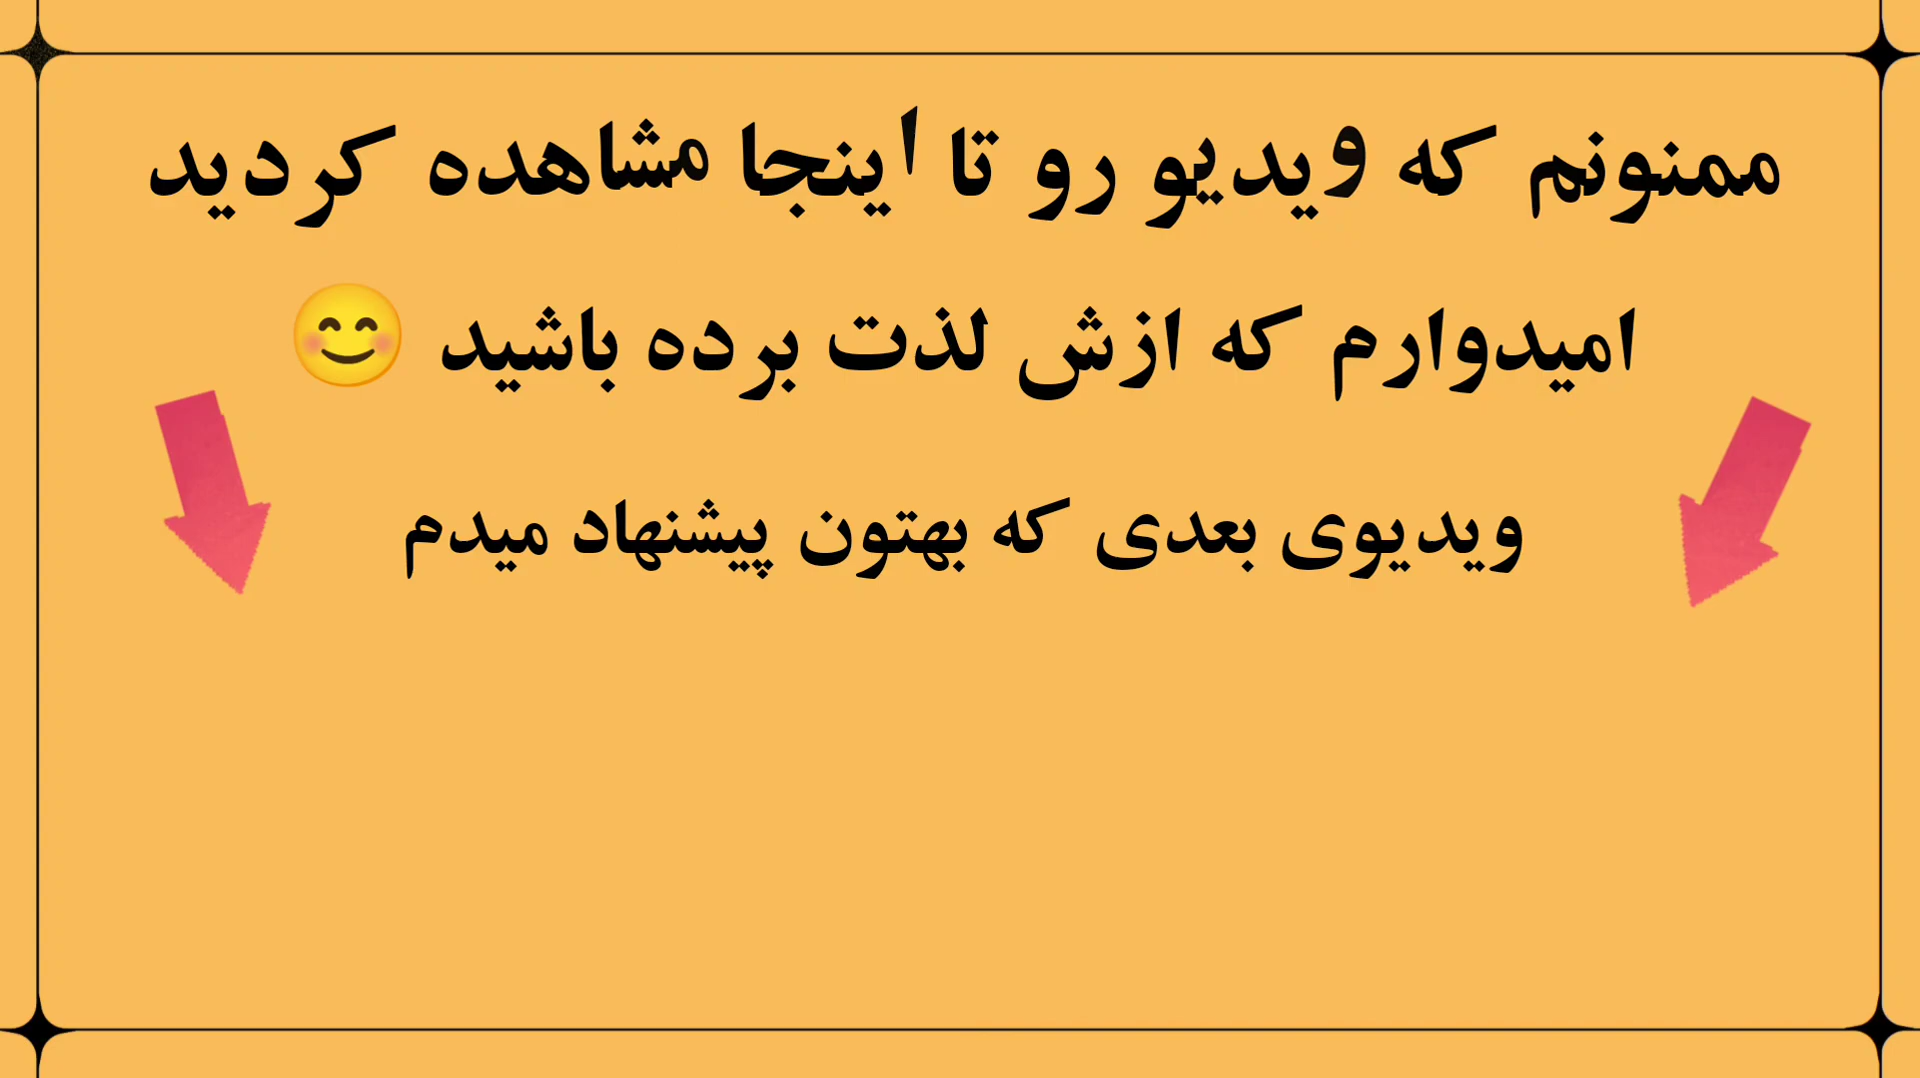 ممنونم که ویدیو رو تا اینجا مشاهده کردید
امیدوارم که ازش لذت برده باشید 😊
ویدیوی بعدی که بهتون پیشنهاد میدم